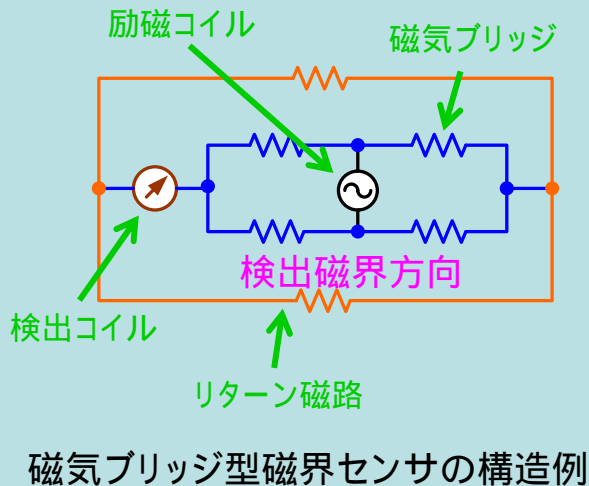 励磁コイル
磁気ブリッジ
検出磁界方向
検出コイル
リターン磁路
磁気ブリッジ型磁界センサの構造例